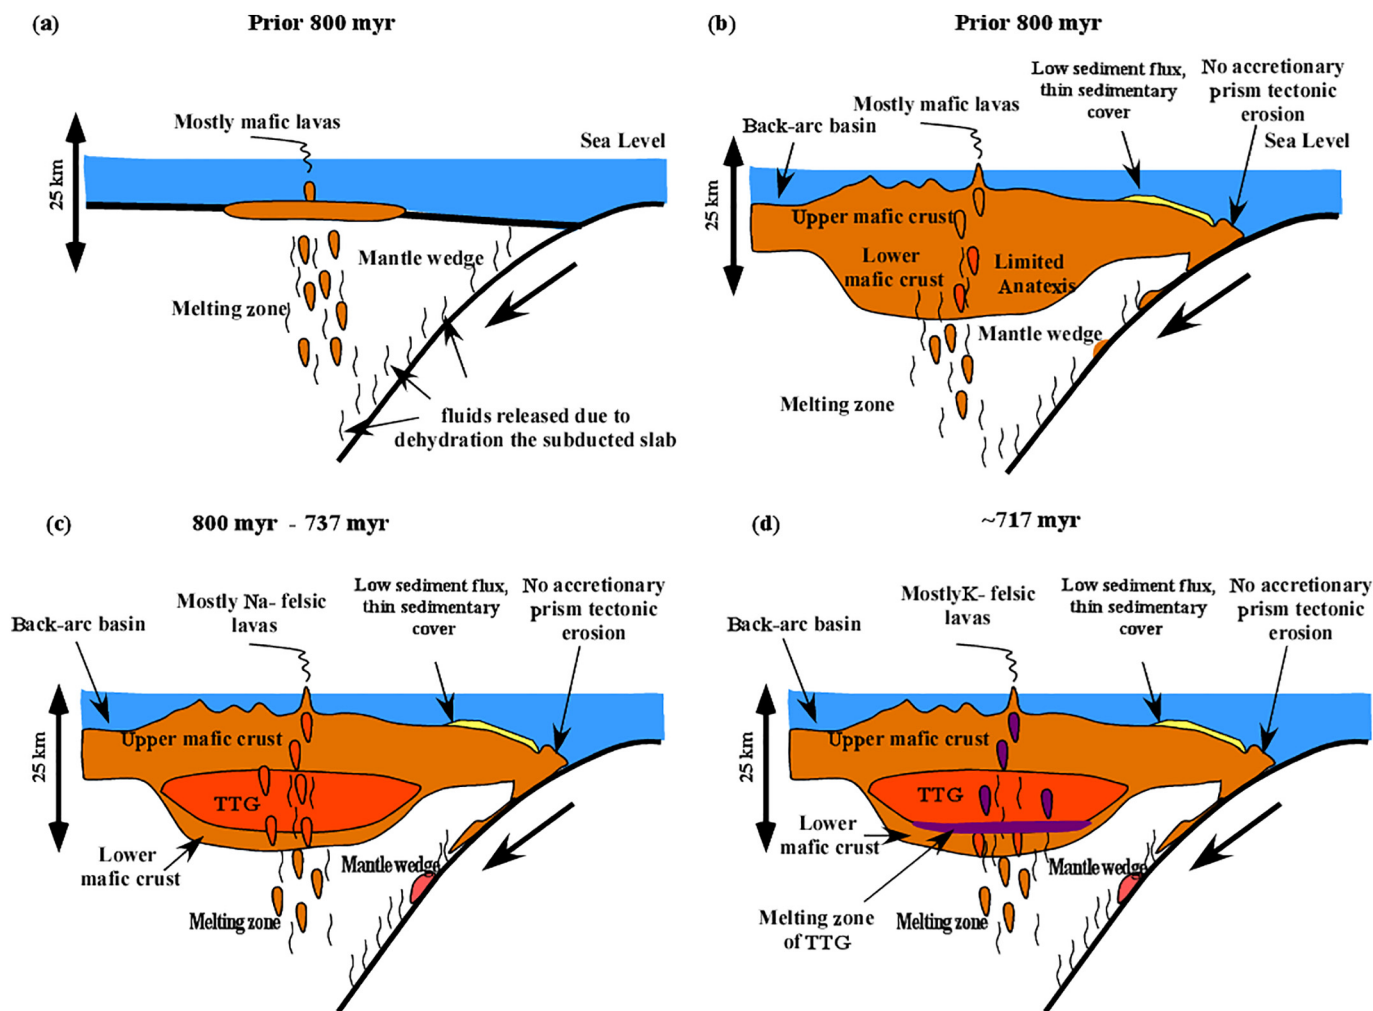 (a)
Prior 800 myr
Mostly mafic lavas
Sea Level
25 km
Mantle wedge
Melting zone
fluids released due to
dehydration the subducted slab
(b)
Prior 800 myr
Low sediment flux,
thin sedimentary
cover
No accretionary
prism tectonic
erosion
Mostly mafic lavas
Back-arc basin
Sea Level
25 km
Upper mafic crust
Lower
mafic crust
Limited
Anatexis
Mantle wedge
Melting zone
(c)
800 myr - 737 myr
Mostly Na- felsic
lavas
Low sediment flux,
thin sedimentary
cover
No accretionary
prism tectonic
erosion
Back-arc basin
25 km
Upper mafic crust
TTG
Lower
mafic crust
Mantle wedge
Melting zone
(d)
~717 myr
MostlyK- felsic
lavas
Low sediment flux,
thin sedimentary
cover
No accretionary
prism tectonic
erosion
Back-arc basin
25 km
Upper mafic crust
TTG
Lower
mafic crust
Mantle wedge
Melting zone
of TTG
Melting zone